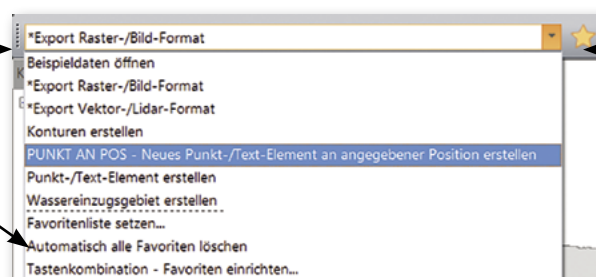 *Export Raster-/Bild-Format
Beispieldaten öffnen
*Export Raster-/Bild-Format
*Export Vektor-/Lidar-Format
Konturen erstellen
PUNKT AN POS - Neues Punkt-/Text-Element an angegebener Position erstellen
Punkt-/Text-Element erstellen
Wassereinzugsgebiet erstellen
Favoritenliste setzen...
Automatisch alle Favoriten löschen
Tastenkombination - Favoriten einrichten...